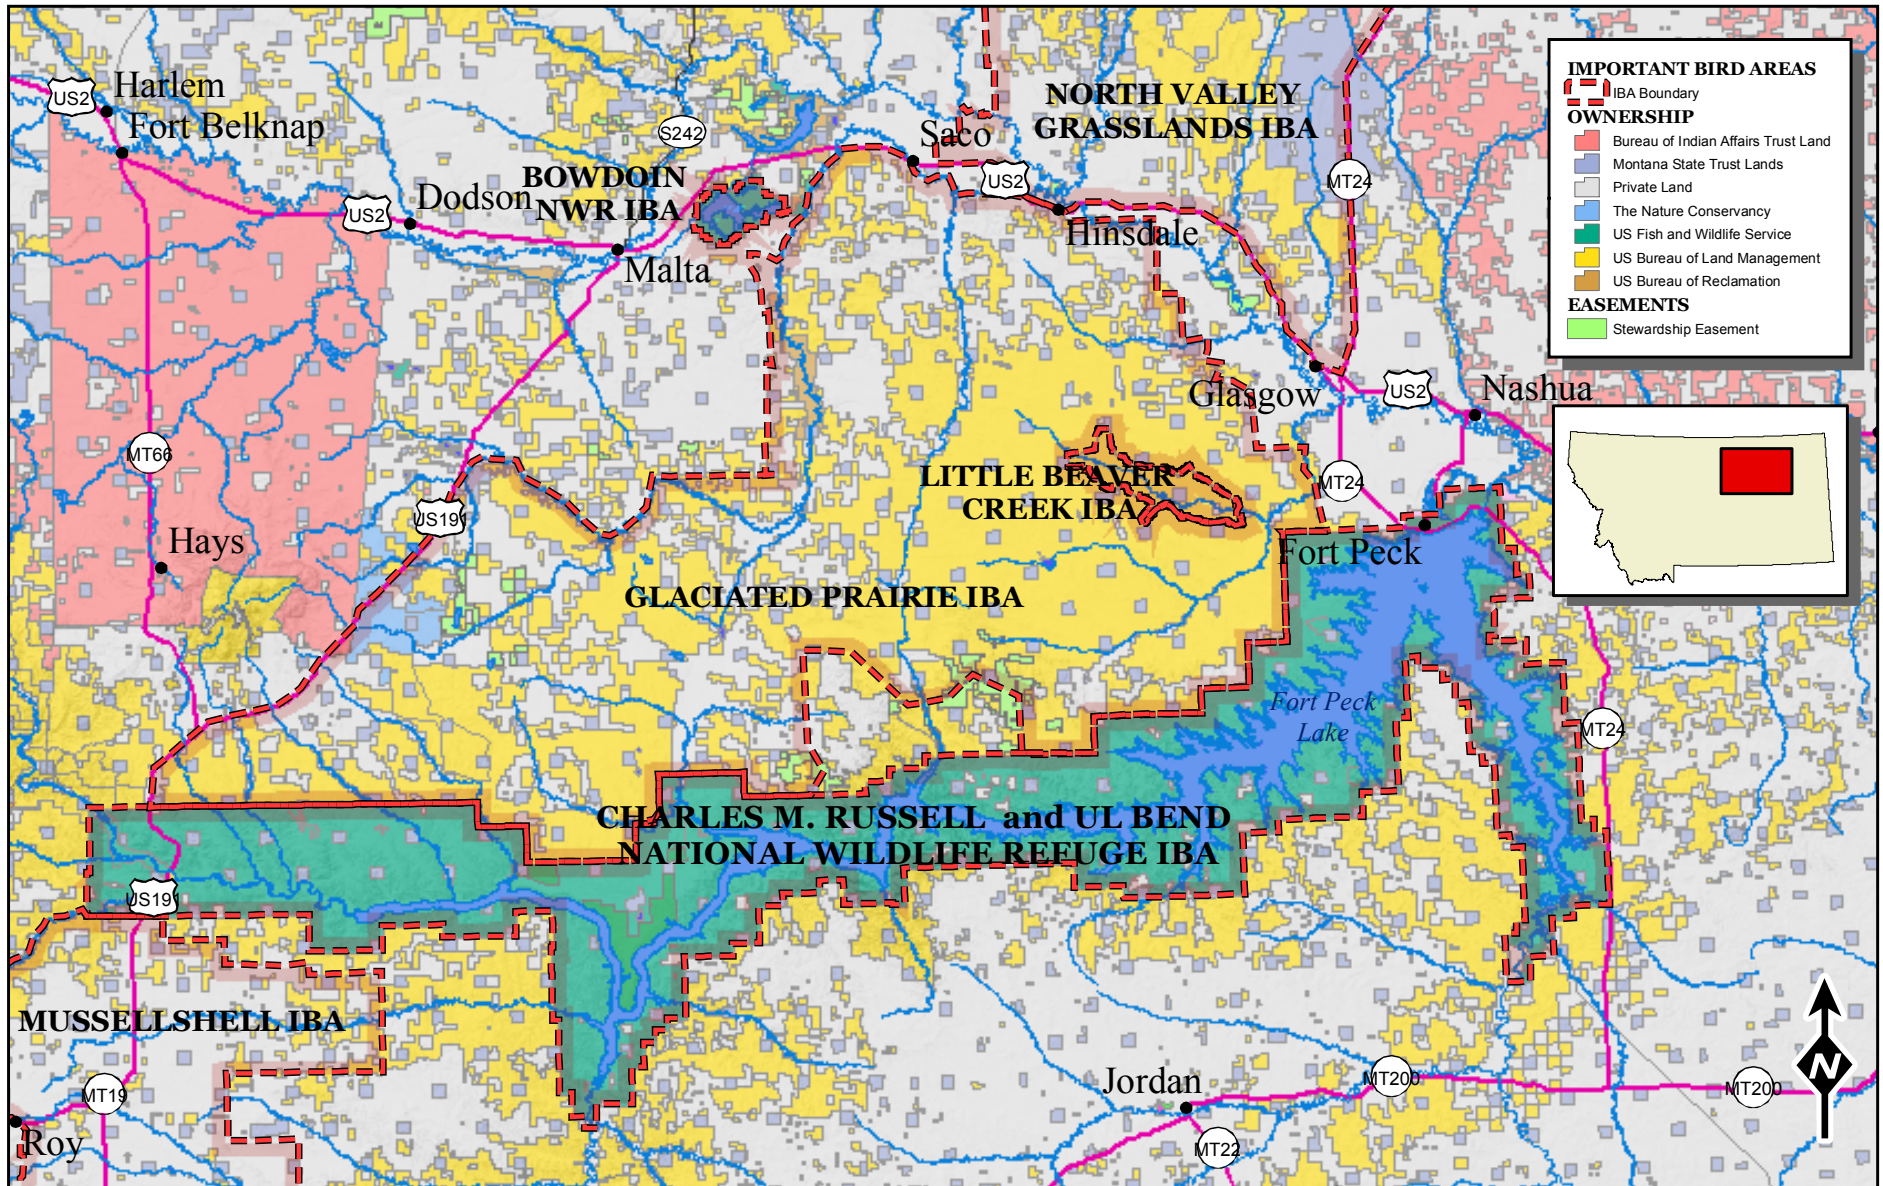 Harlem
US2
Fort Belknap
S242
NORTH VALLEY
GRASSLANDS IBA
Saco
US2
MT24
BOWDOIN
NWR IBA
Dodson
US2
Hinsdale
Malta
IMPORTANT BIRD AREAS
IBA Boundary
OWNERSHIP
Bureau of Indian Affairs Trust Land
Montana State Trust Lands
Private Land
The Nature Conservancy
US Fish and Wildlife Service
US Bureau of Land Management
US Bureau of Reclamation
EASEMENTS
Stewardship Easement
Glasgow
US2
Nashua
MT66
LITTLE BEAVER
CREEK IBA
MT24
US191
Hays
Fort Peck
GLACIATED PRAIRIE IBA
Fort Peck
Lake
MT24
CHARLES M. RUSSELL and UL BEND
NATIONAL WILDLIFE REFUGE IBA
US191
MUSSELLSHELL IBA
MT19
Roy
Jordan
MT200
MT200
MT22
N